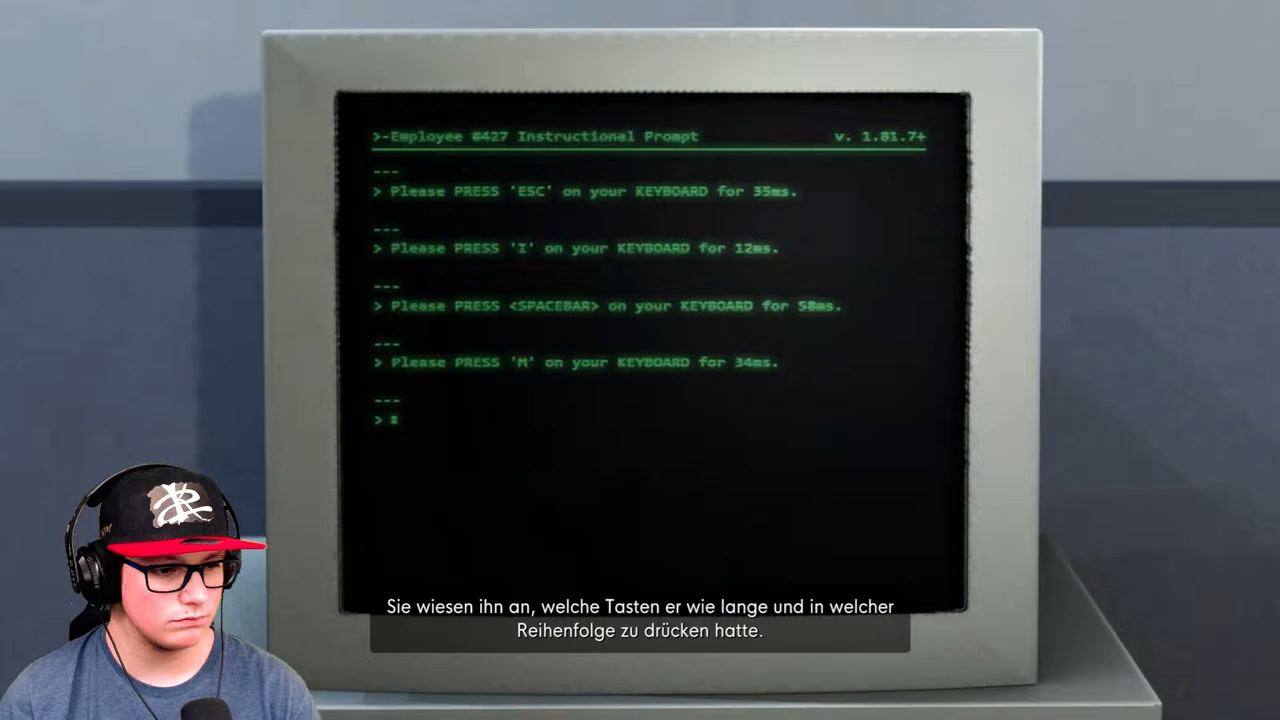 >-Employee #427 Instructional Prompt v. 1.81.7+
---
> Please PRESS 'ESC' on your KEYBOARD for 35ms.
---
> Please PRESS 'I' on your KEYBOARD for 12ms.
---
> Please PRESS <SPACEBAR> on your KEYBOARD for 58ms.
---
> Please PRESS 'M' on your KEYBOARD for 34ms.
---
>
Sie wiesen ihn an, welche Tasten er wie lange und in welcher
Reihenfolge zu drücken hatte.